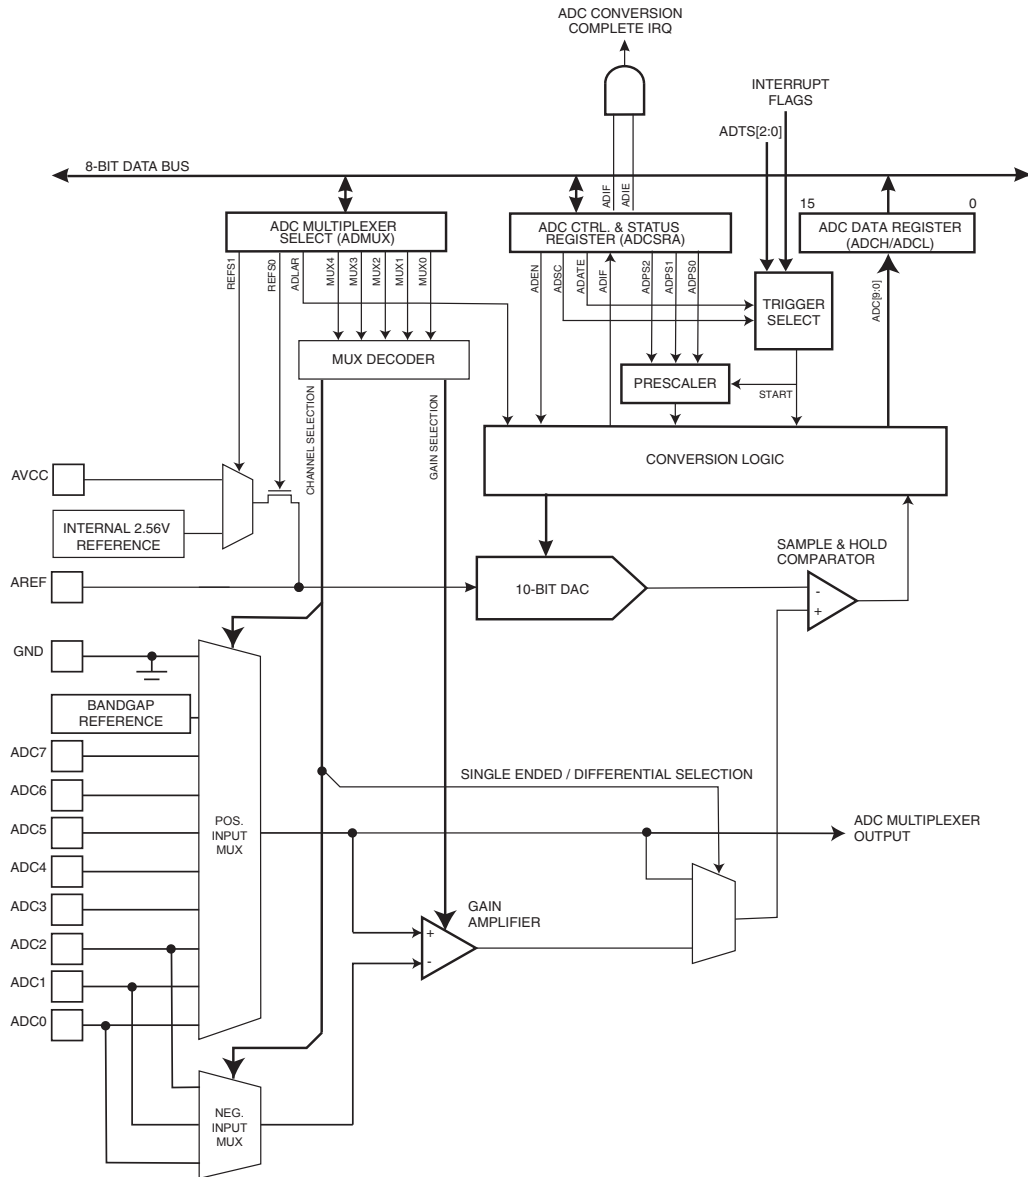 ADC CONVERSION
COMPLETE IRQ
INTERRUPT
FLAGS
ADTS[2:0]
8-BIT DATA BUS
ADIF
ADIE
15
0
ADC MULTIPLEXER
SELECT (ADMUX)
ADC CTRL. & STATUS
REGISTER (ADCSRA)
ADC DATA REGISTER
(ADCH/ADCL)
REFS1
REFS0
ADLAR
MUX4
MUX3
MUX2
MUX1
MUX0
ADEN
ADSC
ADATE
ADIF
ADPS2
ADPS1
ADPS0
ADC[9:0]
TRIGGER
SELECT
MUX DECODER
PRESCALER
START
CHANNEL SELECTION
GAIN SELECTION
CONVERSION LOGIC
AVCC
INTERNAL 2.56V
REFERENCE
SAMPLE & HOLD
COMPARATOR
AREF
10-BIT DAC
-
+
GND
BANDGAP
REFERENCE
ADC7
SINGLE ENDED / DIFFERENTIAL SELECTION
ADC6
ADC5
POS.
INPUT
MUX
ADC MULTIPLEXER
OUTPUT
ADC4
ADC3
GAIN
AMPLIFIER
+
-
ADC2
ADC1
ADC0
NEG.
INPUT
MUX